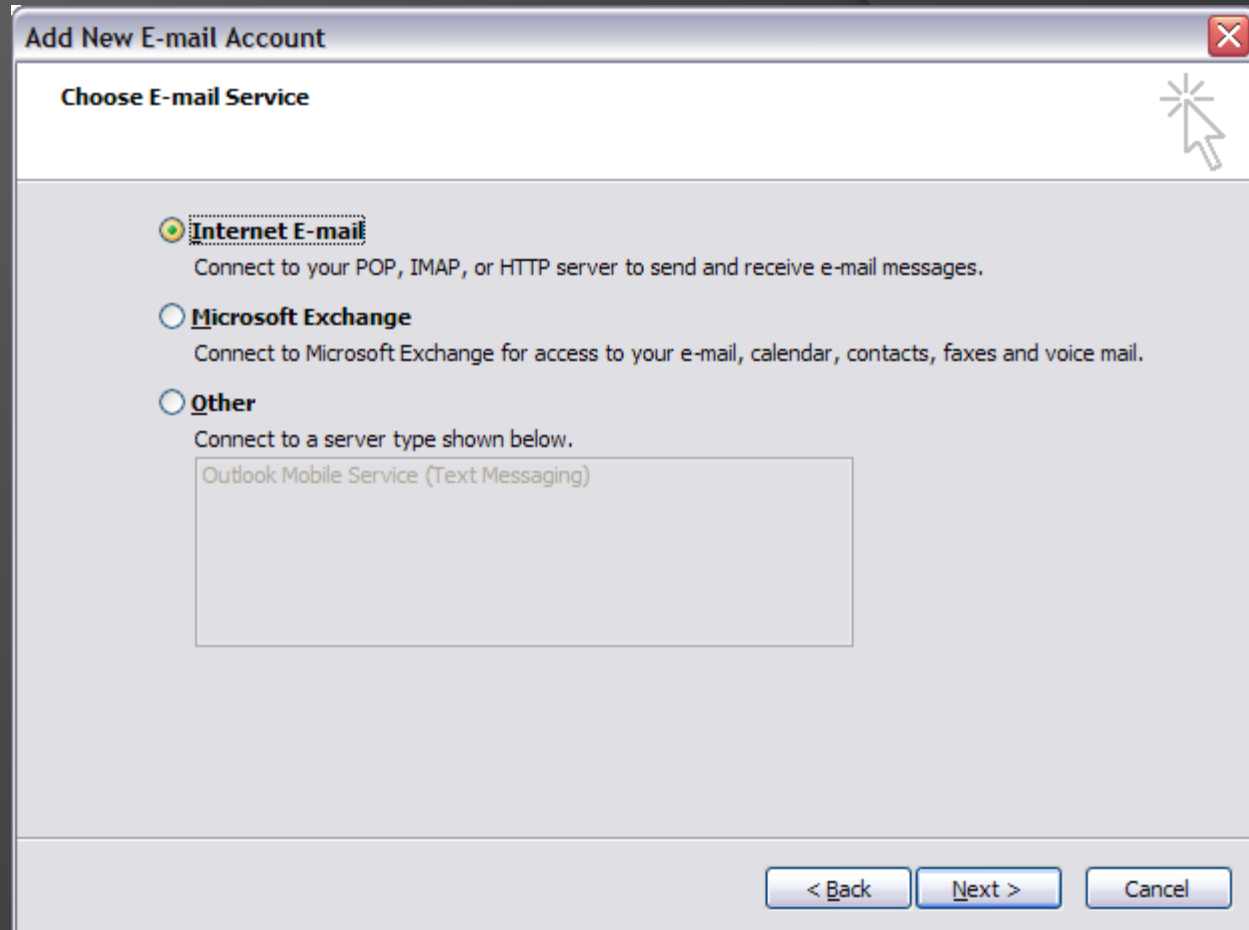 Add New E-mail Account
Choose E-mail Service
Internet E-mail
Connect to your POP, IMAP, or HTTP server to send and receive e-mail messages.
Microsoft Exchange
Connect to Microsoft Exchange for access to your e-mail, calendar, contacts, faxes and voice mail.
Other
Connect to a server type shown below.
Outlook Mobile Service (Text Messaging)
< Back Next > Cancel